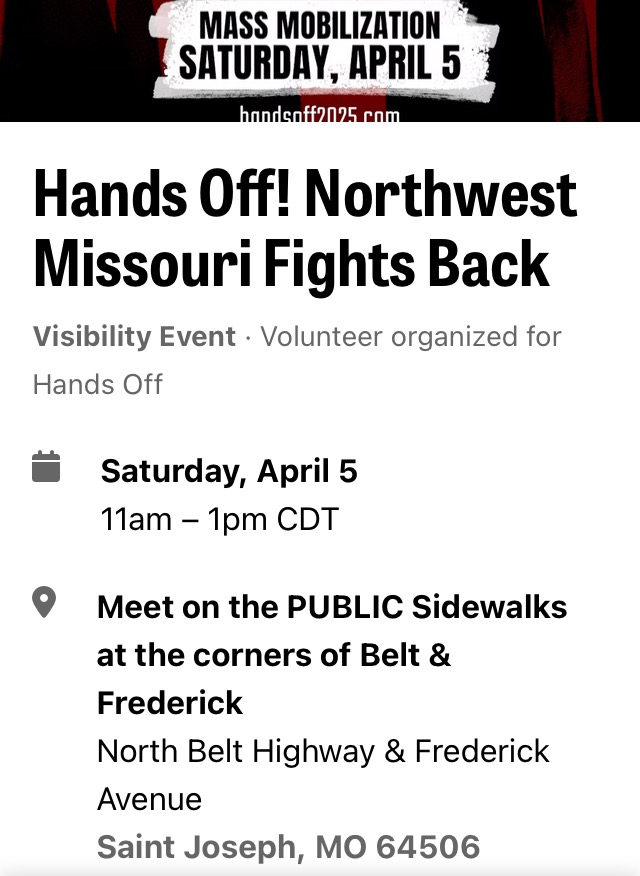 MASS MOBILIZATION
SATURDAY, APRIL 5
handsoff2025.com
Hands Off! Northwest
Missouri Fights Back
Visibility Event · Volunteer organized for
Hands Off
Saturday, April 5
11am – 1pm CDT
Meet on the PUBLIC Sidewalks
at the corners of Belt &
Frederick
North Belt Highway & Frederick
Avenue
Saint Joseph, MO 64506